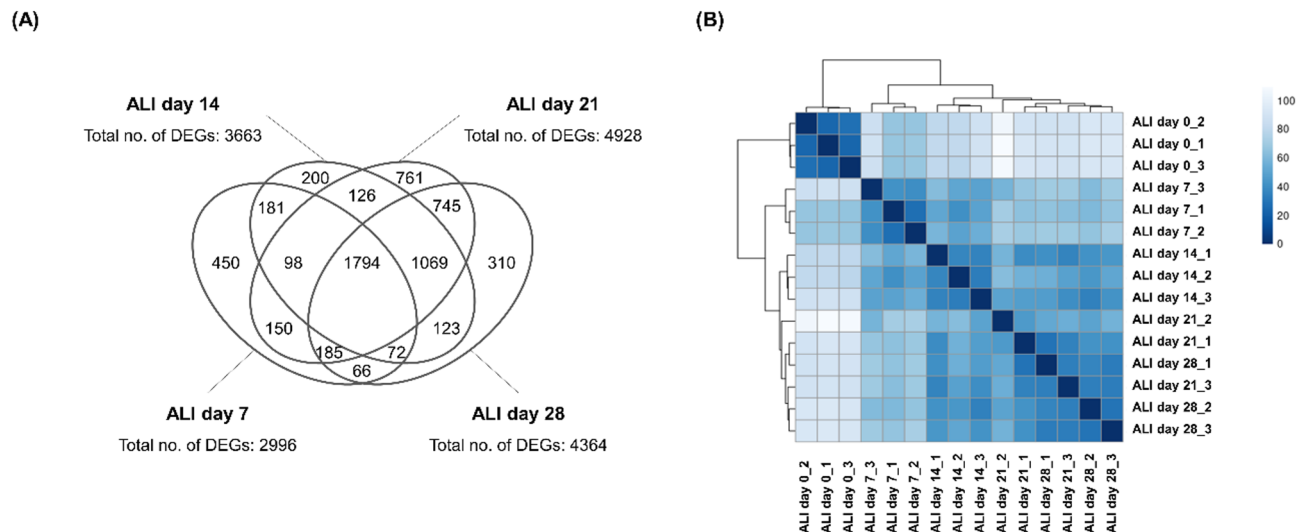 (A)
(B)
ALI day 14
ALI day 21
Total no. of DEGs: 3663
Total no. of DEGs: 4928
200
126
761
181
745
450
98
1794
1069
310
150
123
185
72
66
ALI day 7
ALI day 28
Total no. of DEGs: 2996
Total no. of DEGs: 4364
ALI day 0_2
ALI day 0_1
ALI day 0_3
ALI day 7_3
ALI day 7_1
ALI day 7_2
ALI day 14_1
ALI day 14_2
ALI day 14_3
ALI day 21_2
ALI day 21_1
ALI day 28_1
ALI day 21_3
ALI day 28_2
ALI day 28_3
100
80
60
40
20
0
ALI day 0_2
ALI day 0_1
ALI day 0_3
ALI day 7_3
ALI day 7_1
ALI day 7_2
ALI day 14_1
ALI day 14_2
ALI day 14_3
ALI day 21_2
ALI day 21_1
ALI day 28_1
ALI day 21_3
ALI day 28_2
ALI day 28_3